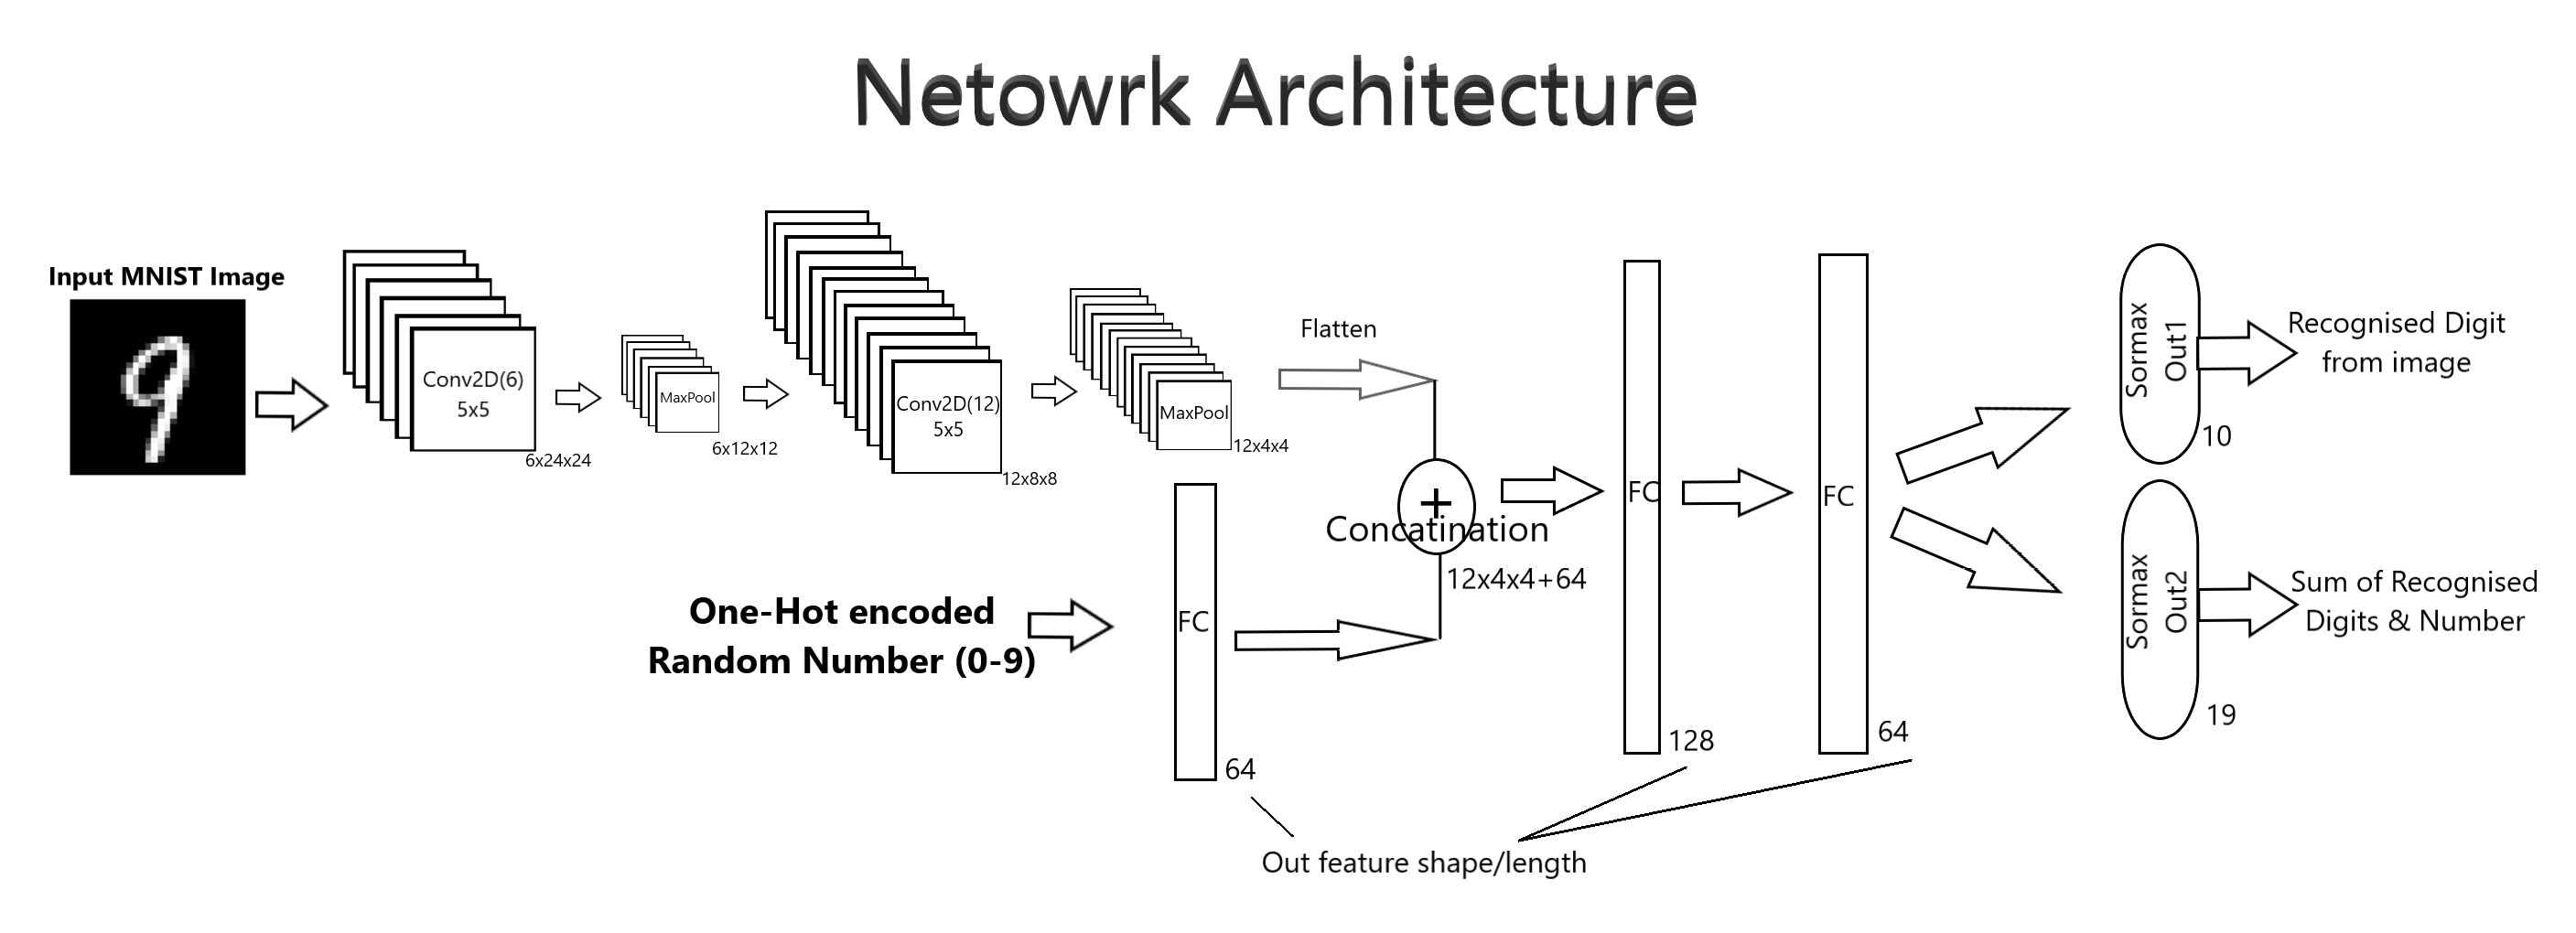 Netowrk Architecture
Input MNIST Image
Conv2D(6)
5x5
6x24x24
MaxPool
6x12x12
Conv2D(12)
5x5
12x8x8
MaxPool
12x4x4
Flatten
One-Hot encoded
Random Number (0-9)
FC
64
+
Concatination
12x4x4+64
FC
128
FC
64
Out feature shape/length
Sormax
Out1
10
Recognised Digit
from image
Sormax
Out2
19
Sum of Recognised
Digits & Number